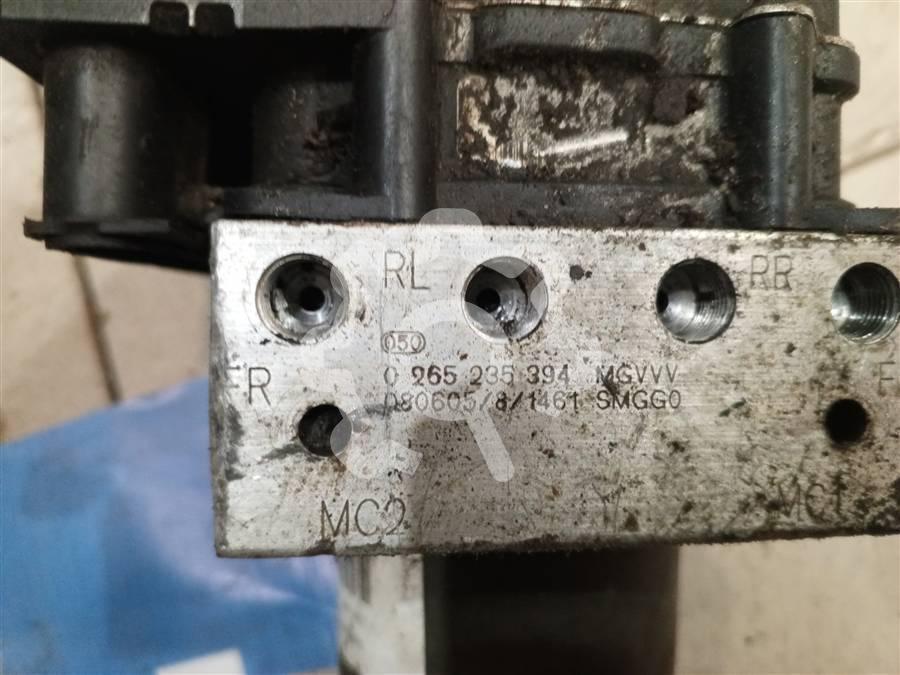 RL RR
050
FR 0 265 235 394 MGVVV F
080605/8/1461 SMGG0
MC2 MC1